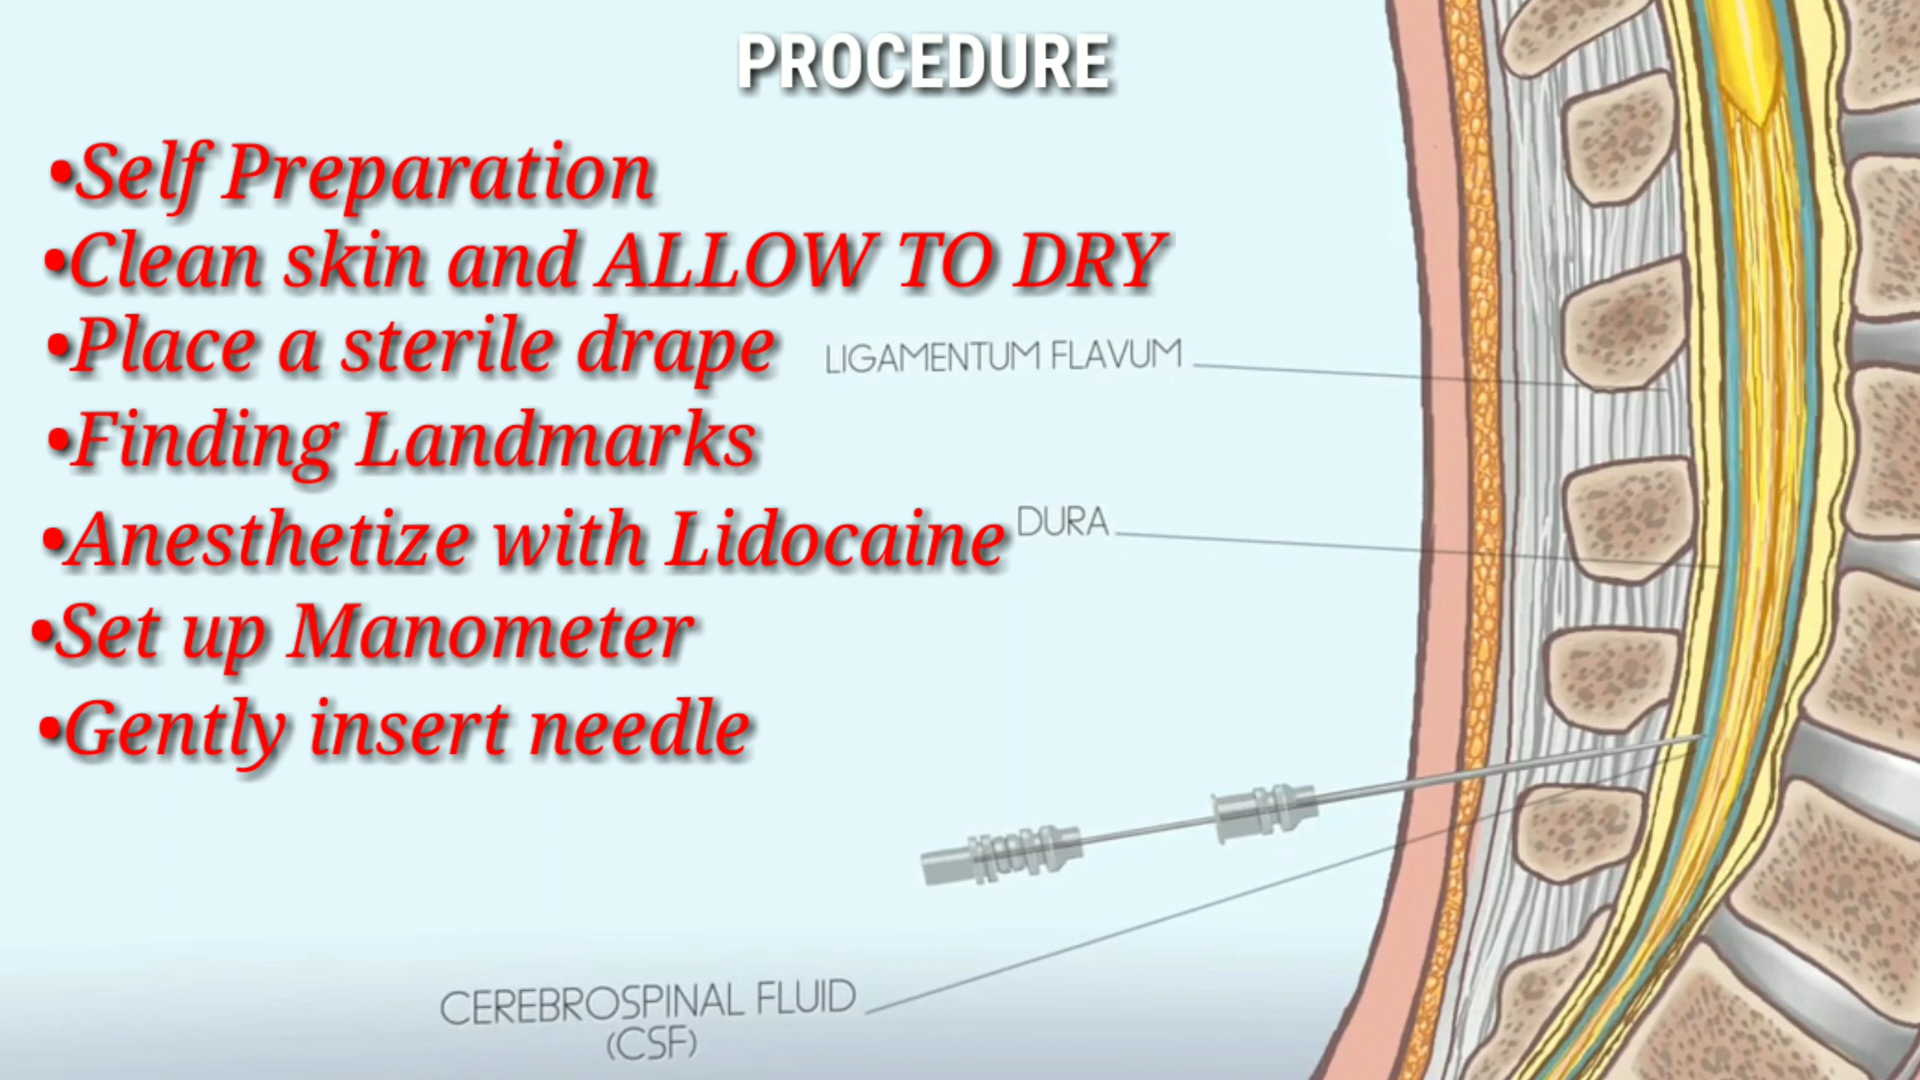 PROCEDURE
•Self Preparation
•Clean skin and ALLOW TO DRY
•Place a sterile drape
LIGAMENTUM FLAVUM
•Finding Landmarks
•Anesthetize with Lidocaine
DURA
•Set up Manometer
•Gently insert needle
CEREBROSPINAL FLUID
(CSF)